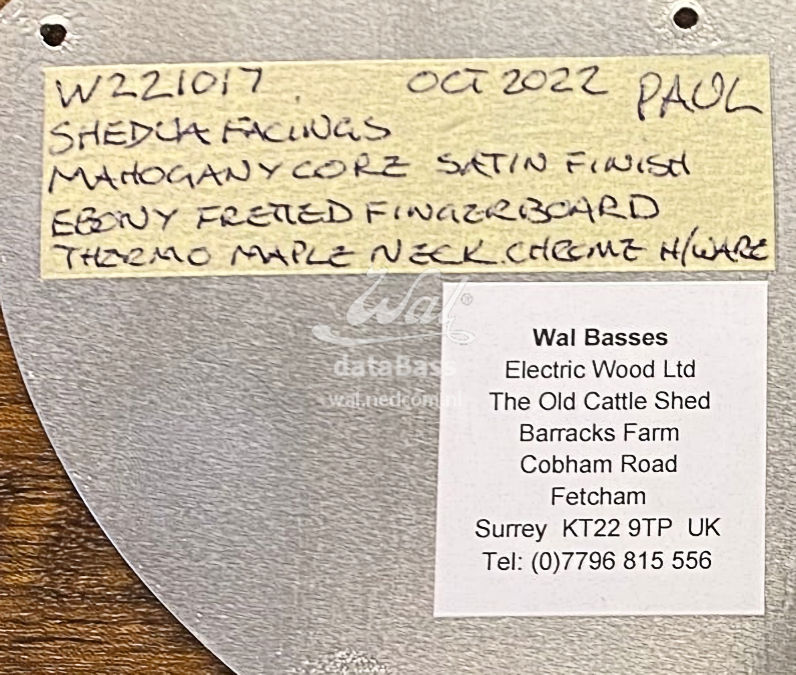 W221017. OCT 2022 PAUL
SHEDUA FACINGS
MAHOGANY CORE SATIN FINISH
EBONY FRETTED FINGERBOARD
THERMO MAPLE NECK. CHROME H/WARE
Wal®
dataBass
wal.nedcom.nl
Wal Basses
Electric Wood Ltd
The Old Cattle Shed
Barracks Farm
Cobham Road
Fetcham
Surrey KT22 9TP UK
Tel: (0)7796 815 556